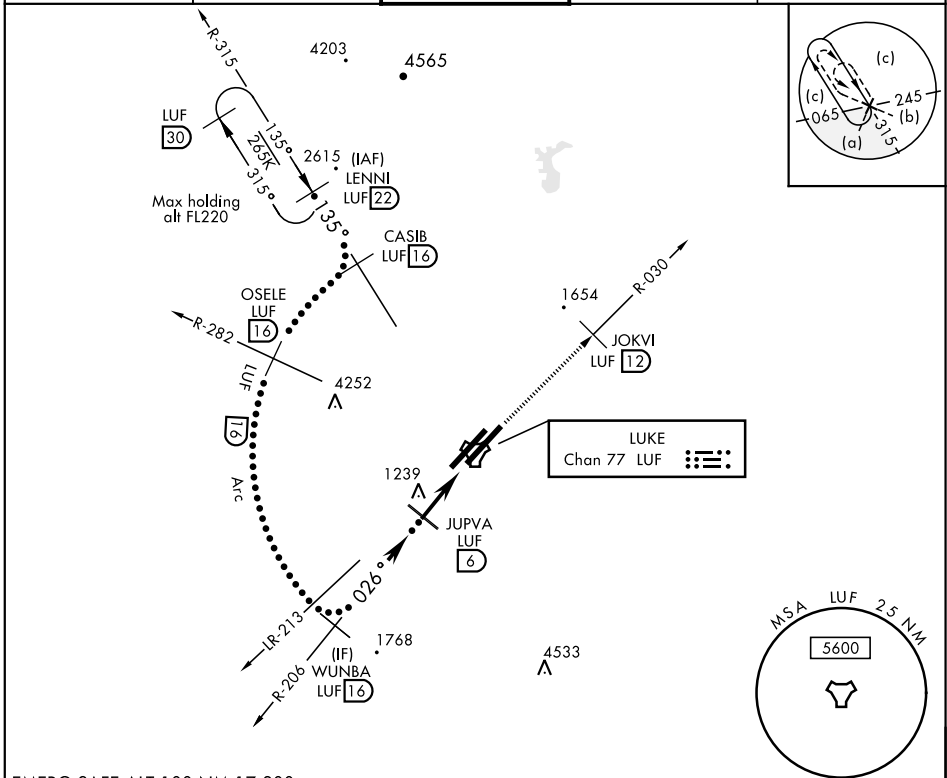 R-315
4203
4565
LUF
30
135°
265K
315°
2615
(IAF)
LENNI
LUF 22
Max holding
alt FL220
135°
CASIB
LUF 16
OSELE
LUF
16
R-282
LUF
16
Arc
4252
1654
R-030
JOKVI
LUF 12
LUKE
Chan 77 LUF
1239
JUPVA
LUF
6
026°
LR-213
R-206
(IF)
WUNBA
LUF 16
1768
4533
(c)
(c)
065
245
(b)
315
(a)
MSA LUF 25 NM
5600